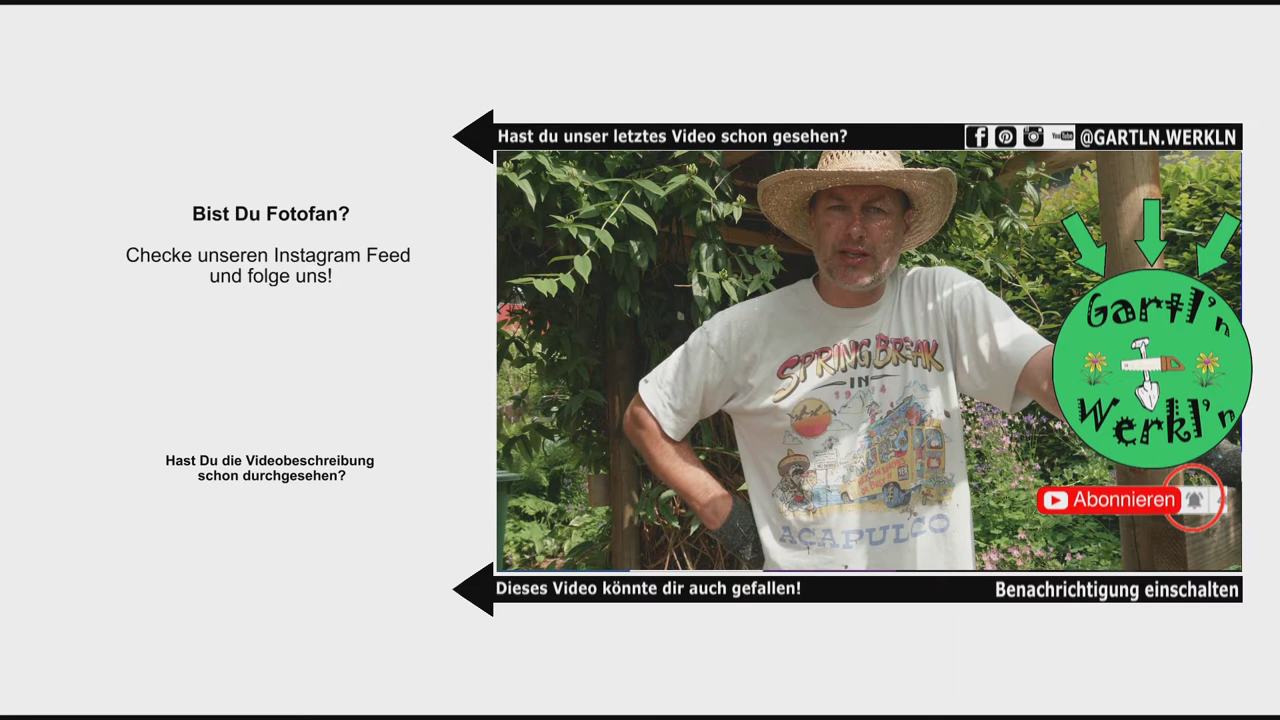 Hast du unser letztes Video schon gesehen?
YouTube
@GARTLN.WERKLN
Bist Du Fotofan?
Checke unseren Instagram Feed
und folge uns!
Gartl'n
Werkl'n
SPRING BREAK
IN
ACAPULCO
Hast Du die Videobeschreibung
schon durchgesehen?
Abonnieren
Dieses Video könnte dir auch gefallen!
Benachrichtigung einschalten